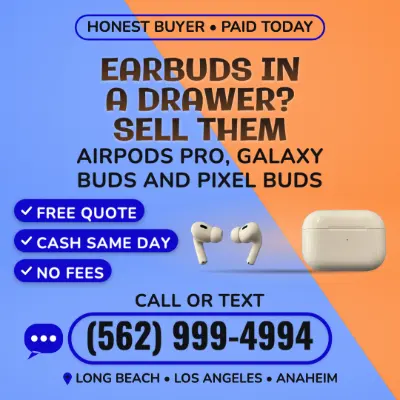 HONEST BUYER • PAID TODAY
EARBUDS IN
A DRAWER?
SELL THEM
AIRPODS PRO, GALAXY
BUDS AND PIXEL BUDS
FREE QUOTE
CASH SAME DAY
NO FEES
CALL OR TEXT
(562) 999-4994
LONG BEACH • LOS ANGELES • ANAHEIM